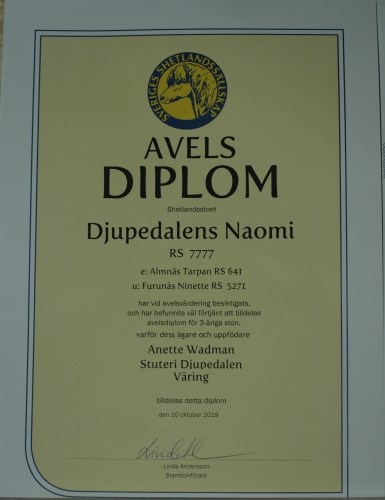 SVERIGES SHETLANDSSÄLLSKAP
AVELS
DIPLOM
Shetlandsstoet
Djupedalens Naomi
RS 7777
e: Almnäs Tarpan RS 641
u: Furunäs Ninette RS 5271
har vid avelsvärdering besiktigats,
och har befunnits väl förtjänt att tilldelas
avelsdiplom för 3-åriga ston.
varför dess ägare och uppfödare
Anette Wadman
Stuteri Djupedalen
Väring
tilldelas detta diplom
den 10 oktober 2019
Linda Andersson
Stambokförare